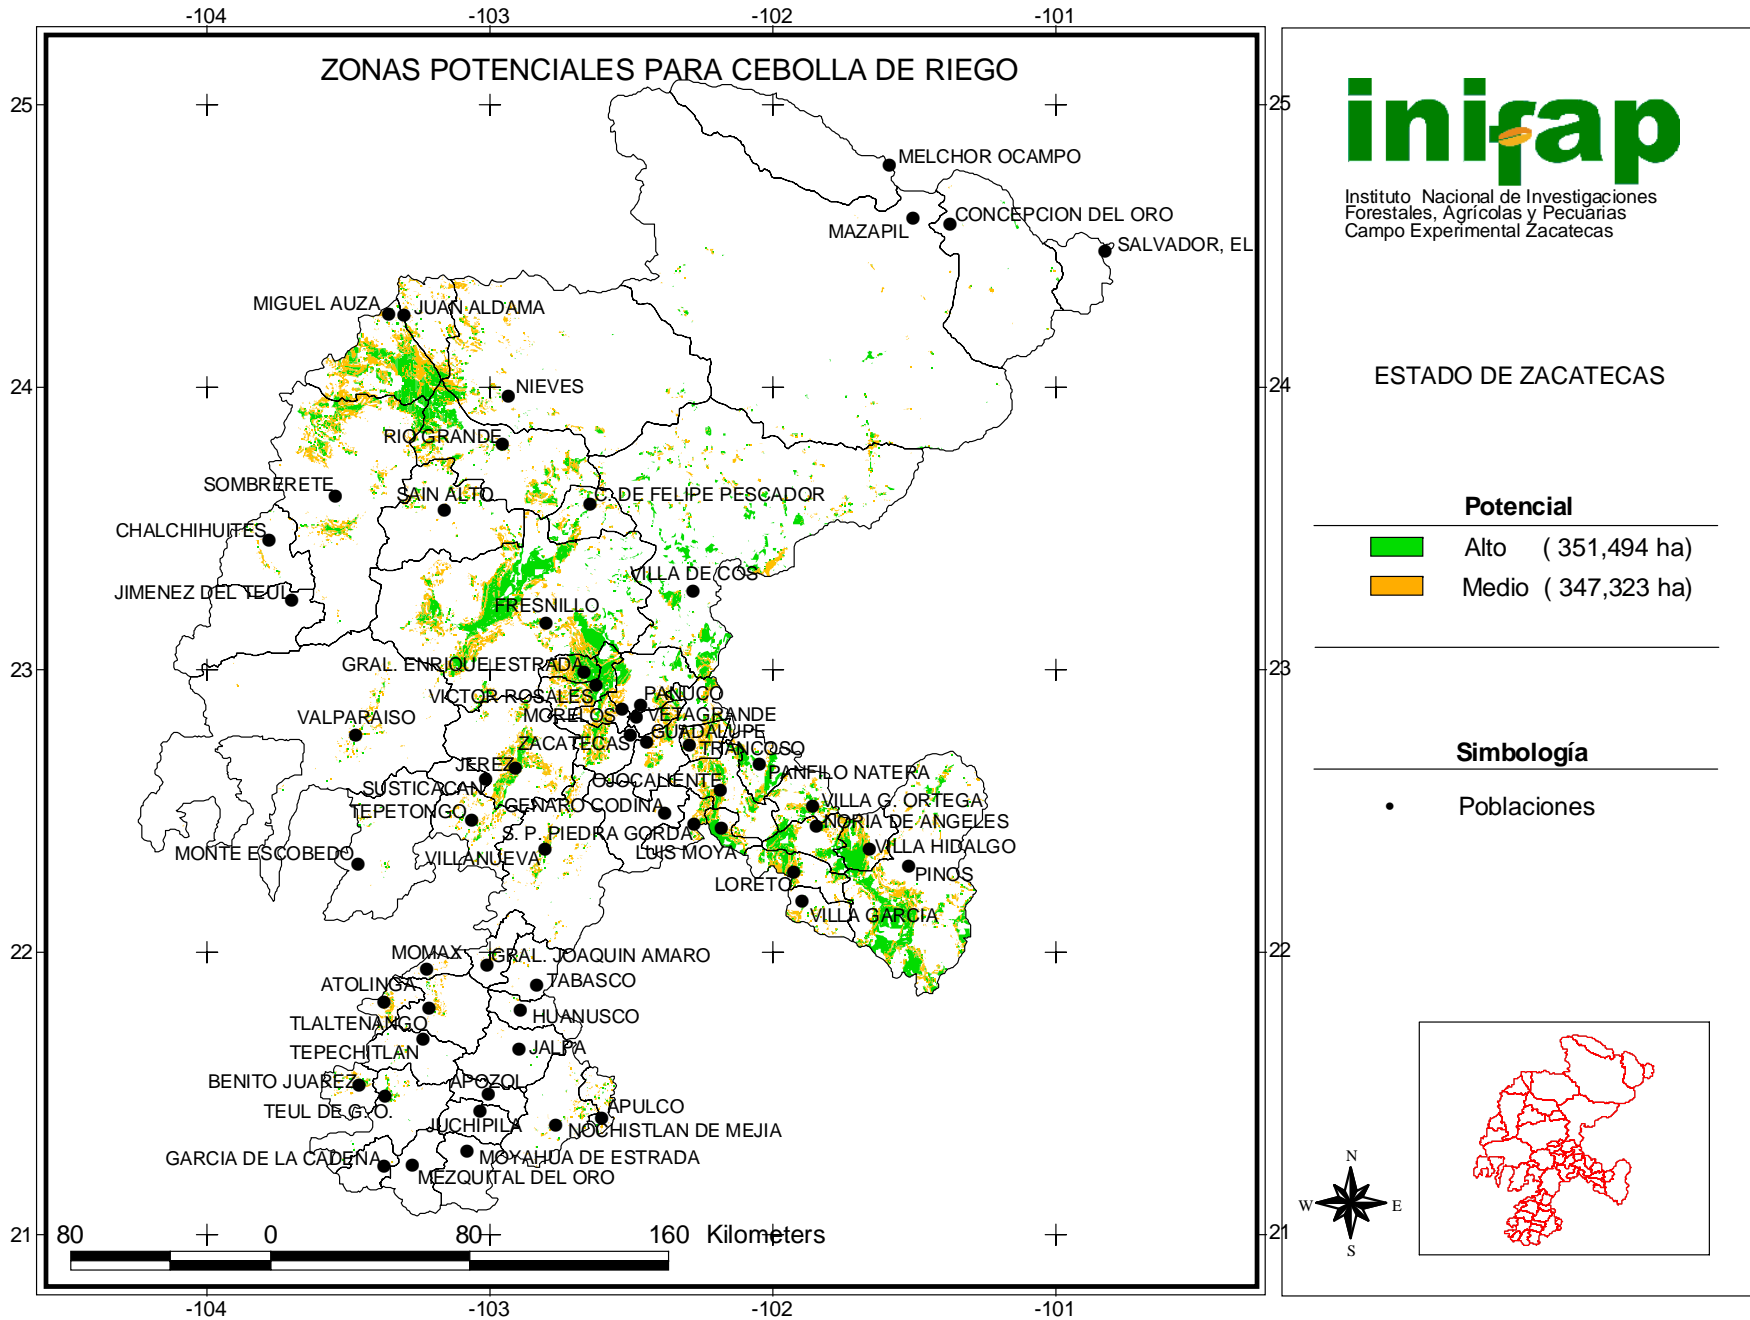 -104 -103 -102 -101
ZONAS POTENCIALES PARA CEBOLLA DE RIEGO
25 25
MELCHOR OCAMPO
CONCEPCION DEL ORO
MAZAPIL
SALVADOR, EL
MIGUEL AUZA
JUAN ALDAMA
24 24
NIEVES
RIO GRANDE
SOMBRERETE
SAIN ALTO
C. DE FELIPE PESCADOR
CHALCHIHUITES
VILLA DE COS
JIMENEZ DEL TEUL
FRESNILLO
23 23
GRAL. ENRIQUE ESTRADA
VICTOR ROSALES
PANUCO
VALPARAISO
MORELOS
VETAGRANDE
GUADALUPE
ZACATECAS
TRANCOSO
JEREZ
PANFILO NATERA
SUSTICACAN
OJOCALIENTE
TEPETONGO
GENARO CODINA
VILLA G. ORTEGA
NORIA DE ANGELES
S. P. PIEDRA GORDA
MONTE ESCOBEDO
VILLANUEVA
LUIS MOYA
VILLA HIDALGO
PINOS
LORETO
VILLA GARCIA
22 22
MOMAX
GRAL. JOAQUIN AMARO
ATOLINGA
TABASCO
TLALTENANGO
HUANUSCO
TEPECHITLAN
JALPA
BENITO JUAREZ
APOZOL
TEUL DE G. O.
APULCO
JUCHIPILA
NOCHISTLAN DE MEJIA
GARCIA DE LA CADENA
MOYAHUA DE ESTRADA
MEZQUITAL DEL ORO
21 21
80 0 80 160 Kilometers
-104 -103 -102 -101
inifap
Instituto Nacional de Investigaciones
Forestales, Agrícolas y Pecuarias
Campo Experimental Zacatecas
ESTADO DE ZACATECAS
Potencial
Alto ( 351,494 ha)
Medio ( 347,323 ha)
Simbología
Poblaciones
N
W E
S